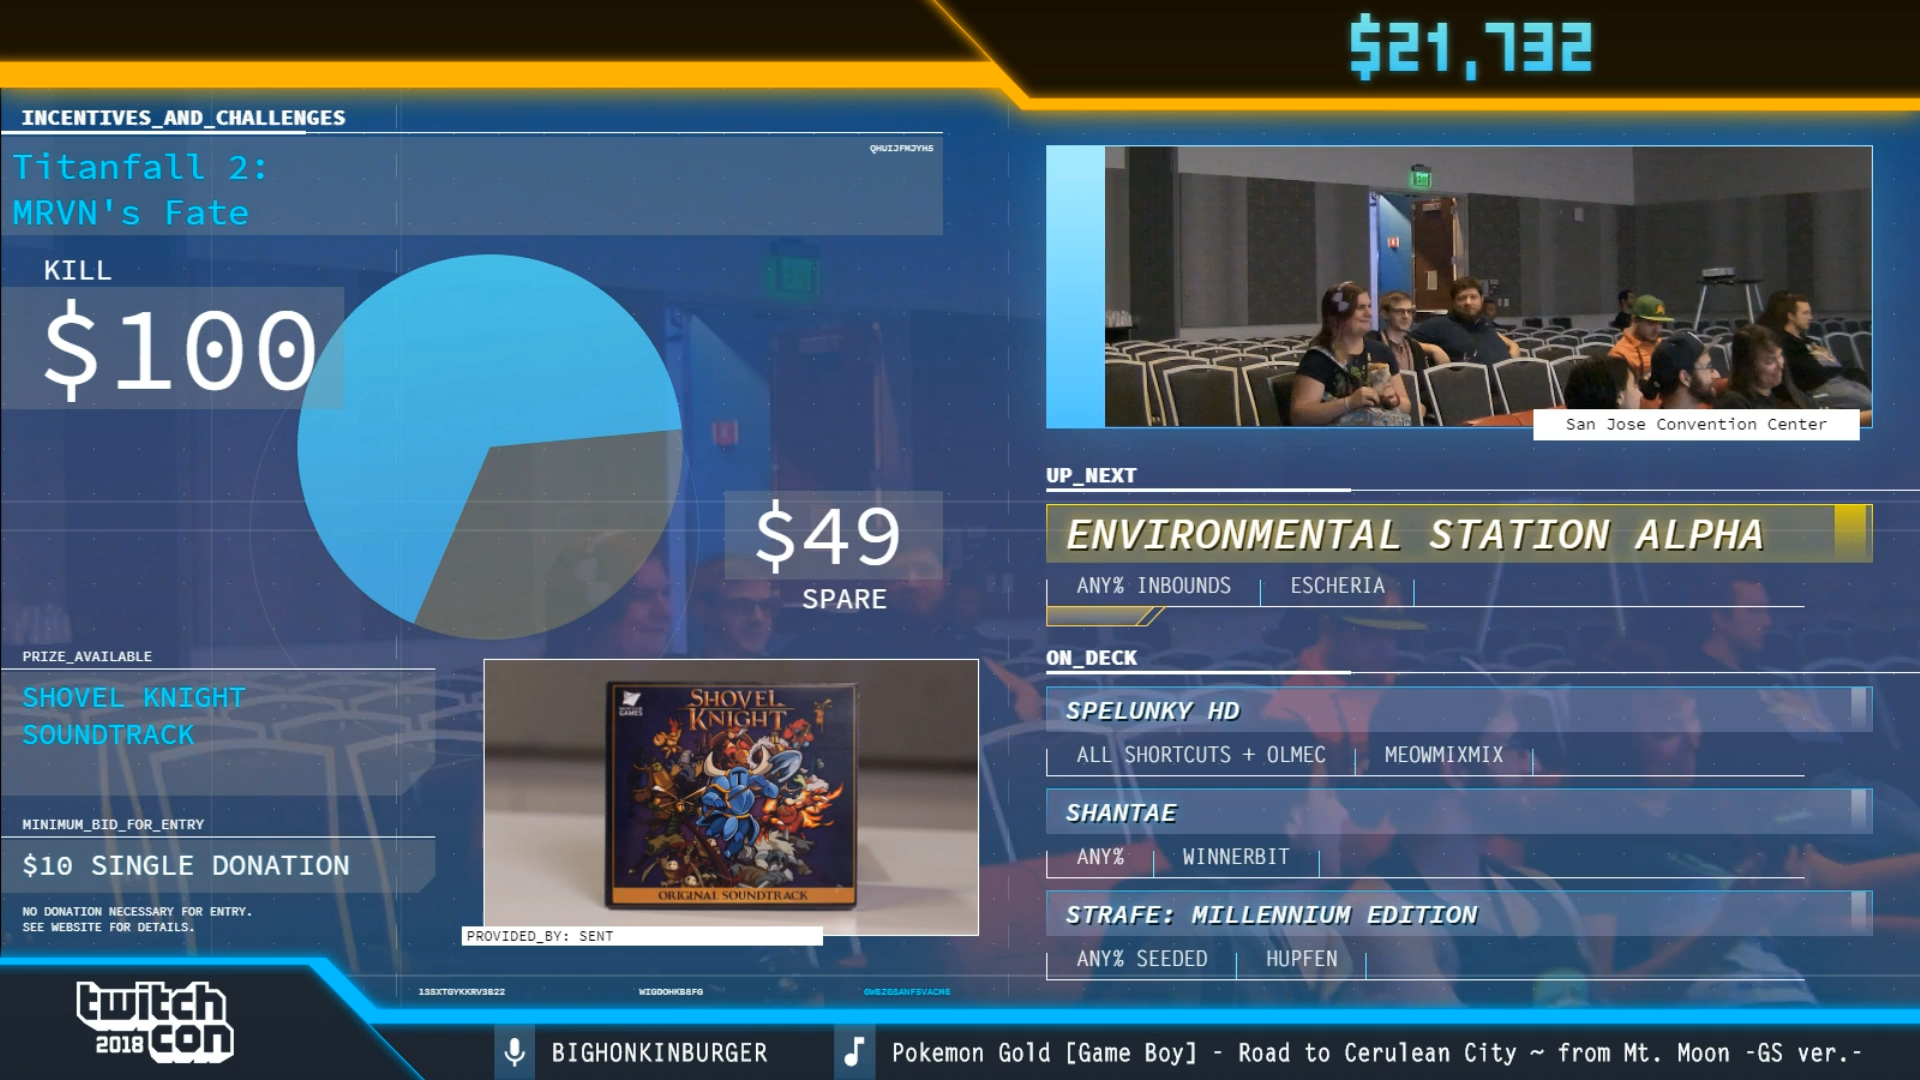 $21,732
INCENTIVES_AND_CHALLENGES
QHUIJFMJYH5
Titanfall 2:
MRVN's Fate
KILL
$100
$49
SPARE
San Jose Convention Center
UP_NEXT
ENVIRONMENTAL STATION ALPHA
ANY% INBOUNDS
ESCHERIA
ON_DECK
SPELUNKY HD
ALL SHORTCUTS + OLMEC
MEOWMIXMIX
SHANTAE
ANY%
WINNERBIT
STRAFE: MILLENNIUM EDITION
ANY% SEEDED
HUPFEN
PRIZE_AVAILABLE
SHOVEL KNIGHT
SOUNDTRACK
MINIMUM_BID_FOR_ENTRY
$10 SINGLE DONATION
NO DONATION NECESSARY FOR ENTRY.
SEE WEBSITE FOR DETAILS.
SHOVEL
KNIGHT
ORIGINAL SOUNDTRACK
PROVIDED_BY: SENT
twitch
2018 con
BIGHONKINBURGER
Pokemon Gold [Game Boy] - Road to Cerulean City ~ from Mt. Moon -GS ver.-